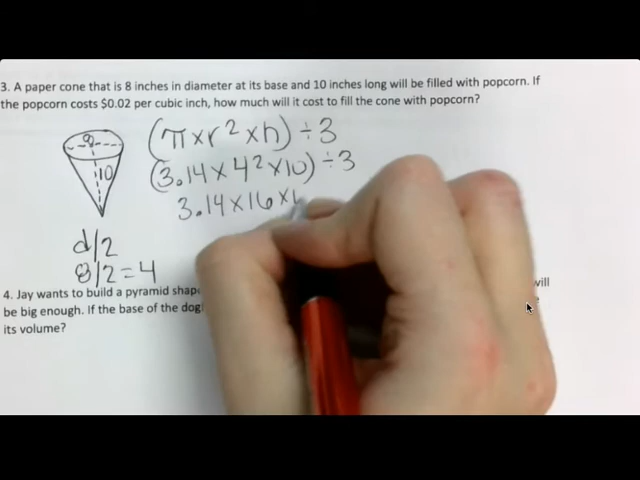 3. A paper cone that is 8 inches in diameter at its base and 10 inches long will be filled with popcorn. If
the popcorn costs $0.02 per cubic inch, how much will it cost to fill the cone with popcorn?
8
10
(π x r² x h) ÷ 3
(3.14 x 4² x 10) ÷ 3
3.14 x 16 x
d/2
8/2 = 4
4. Jay wants to build a pyramid will
be big enough. If the base of the
its volume?